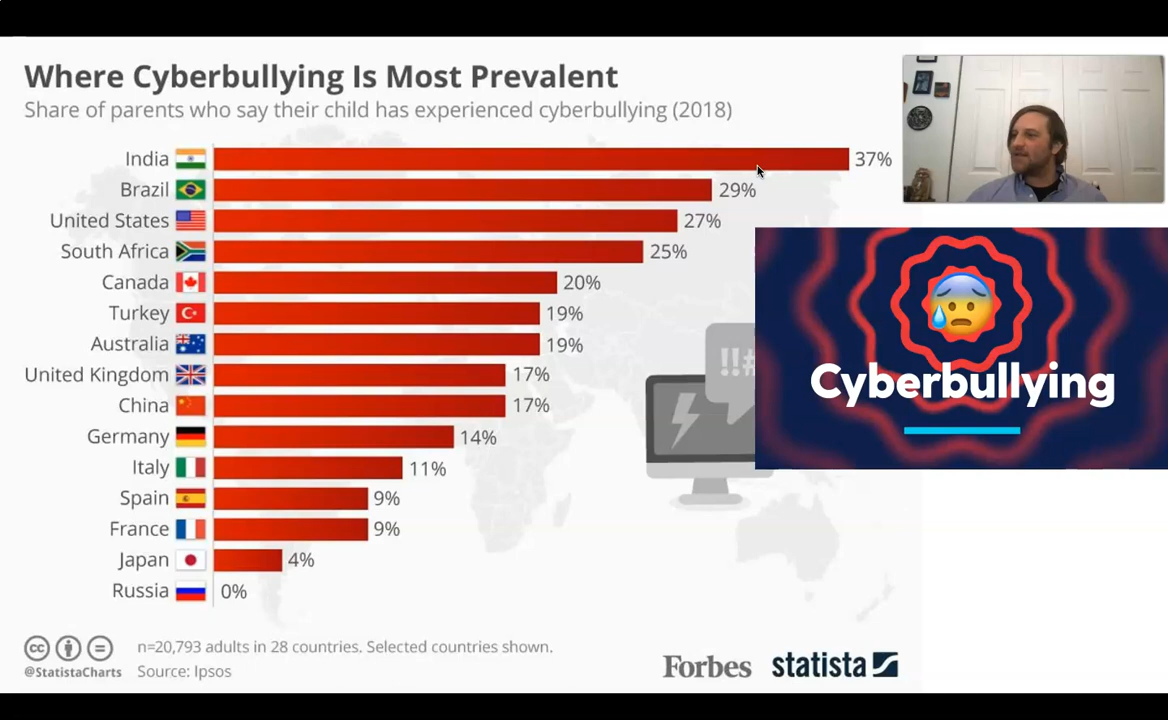 Where Cyberbullying Is Most Prevalent
Share of parents who say their child has experienced cyberbullying (2018)
India 37%
Brazil 29%
United States 27%
South Africa 25%
Canada 20%
Turkey 19%
Australia 19%
United Kingdom 17%
China 17%
Germany 14%
Italy 11%
Spain 9%
France 9%
Japan 4%
Russia 0%
!!#
Cyberbullying
cc
@StatistaCharts
n=20,793 adults in 28 countries. Selected countries shown.
Source: Ipsos
Forbes statista